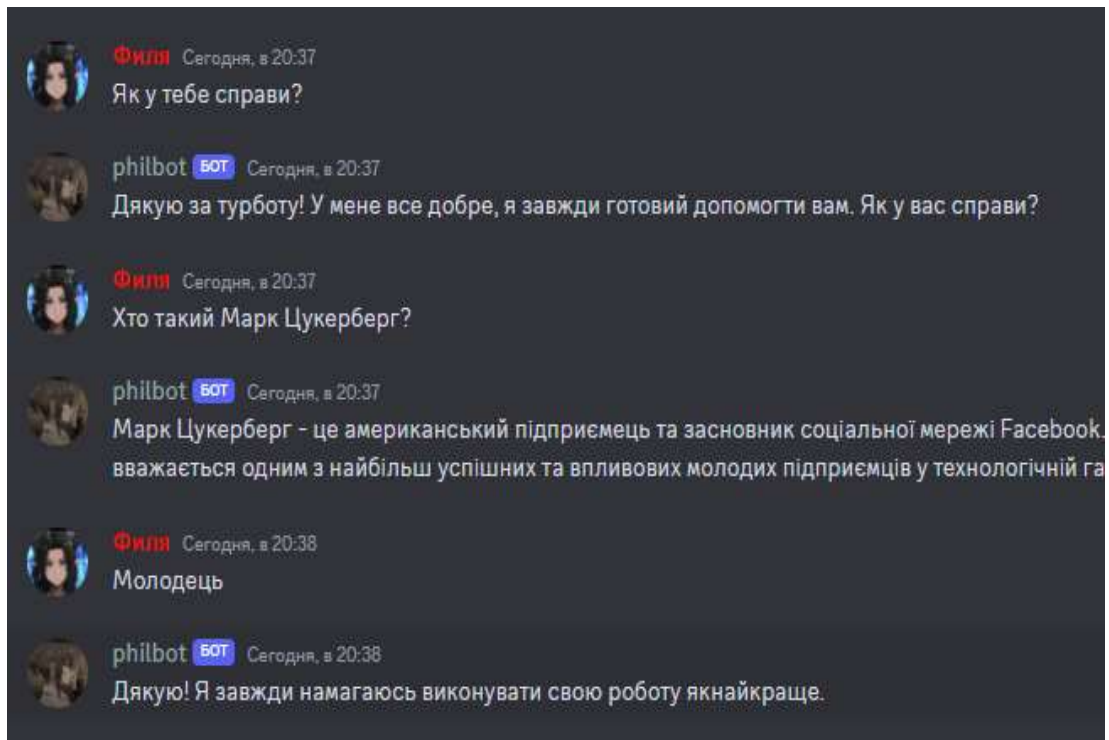 Филя Сегодня, в 20:37
Як у тебе справи?
philbot БОТ Сегодня, в 20:37
Дякую за турботу! У мене все добре, я завжди готовий допомогти вам. Як у вас справи?
Филя Сегодня, в 20:37
Хто такий Марк Цукерберг?
philbot БОТ Сегодня, в 20:37
Марк Цукерберг - це американський підприємець та засновник соціальної мережі Facebook.
вважається одним з найбільш успішних та впливових молодих підприємців у технологічній
Филя Сегодня, в 20:38
Молодець
philbot БОТ Сегодня, в 20:38
Дякую! Я завжди намагаюсь виконувати свою роботу якнайкраще.